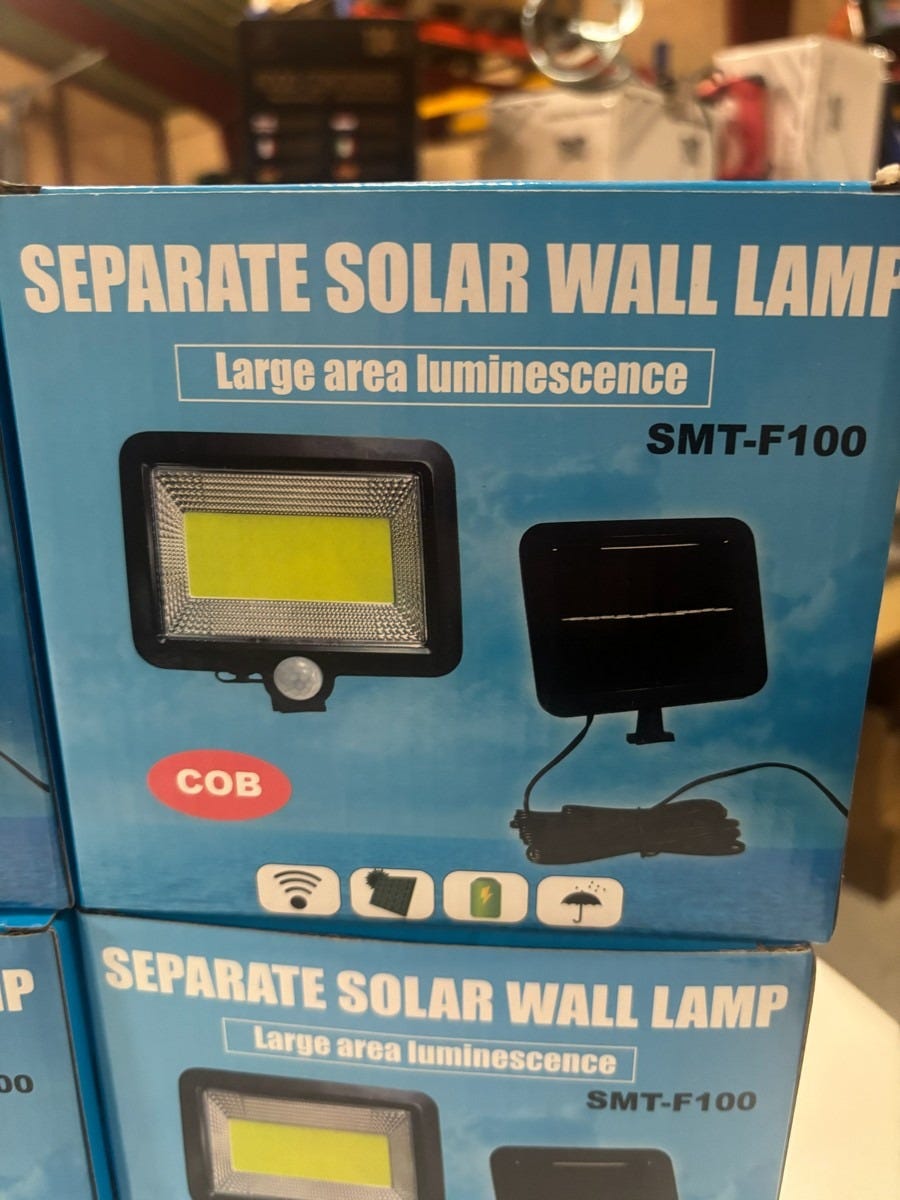 SEPARATE SOLAR WALL LAMP
Large area luminescence
SMT-F100
COB
SEPARATE SOLAR WALL LAMP
Large area luminescence
SMT-F100